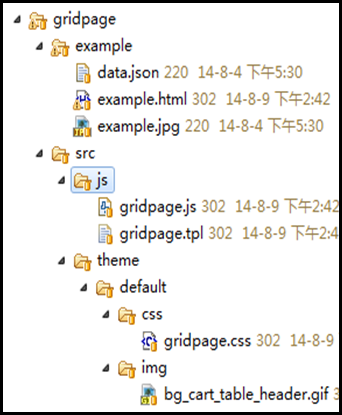 gridpage
example
data.json 220 14-8-4 下午5:30
example.html 302 14-8-9 下午2:42
example.jpg 220 14-8-4 下午5:30
src
js
gridpage.js 302 14-8-9 下午2:42
gridpage.tpl 302 14-8-9 下午2:4
theme
default
css
gridpage.css 302 14-8-9
img
bg_cart_table_header.gif 3